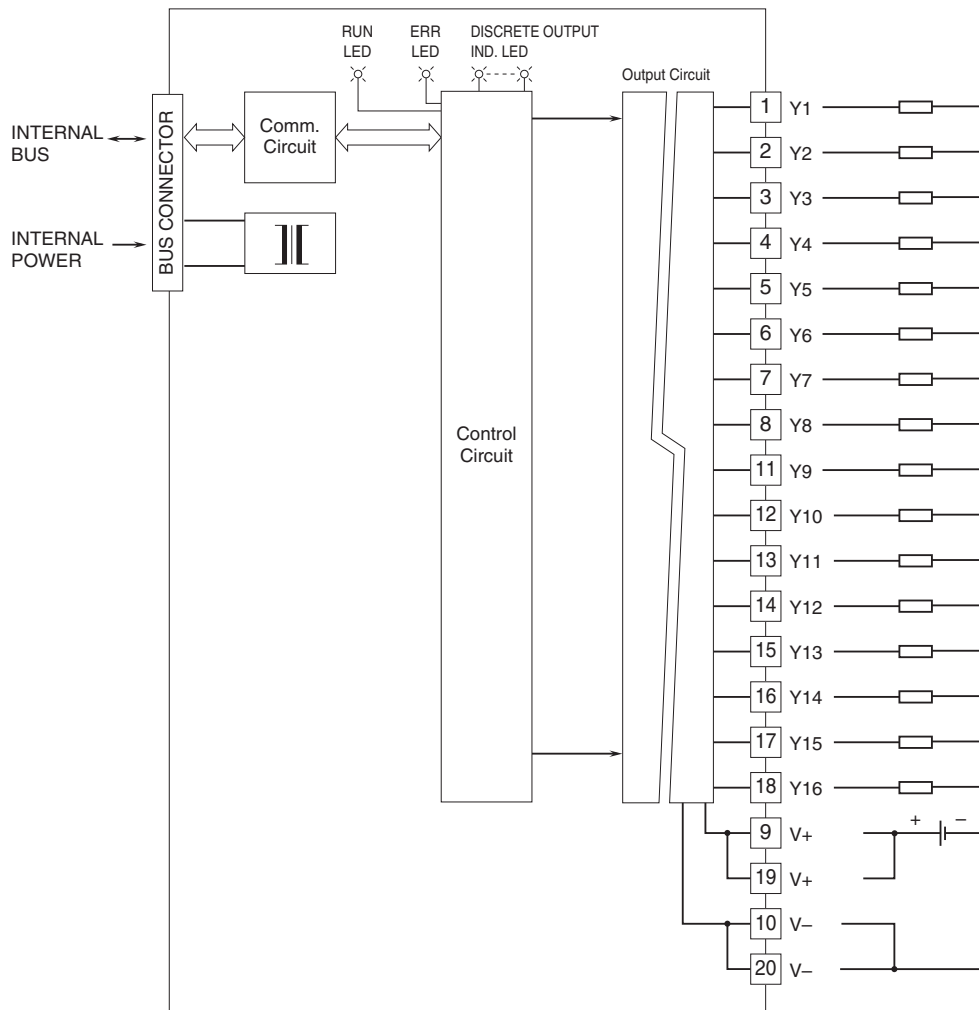 RUN
LED
ERR
LED
DISCRETE OUTPUT
IND. LED
Output Circuit
INTERNAL
BUS
INTERNAL
POWER
BUS CONNECTOR
Comm.
Circuit
Control
Circuit
1 Y1
2 Y2
3 Y3
4 Y4
5 Y5
6 Y6
7 Y7
8 Y8
11 Y9
12 Y10
13 Y11
14 Y12
15 Y13
16 Y14
17 Y15
18 Y16
9 V+ + –
19 V+
10 V–
20 V–